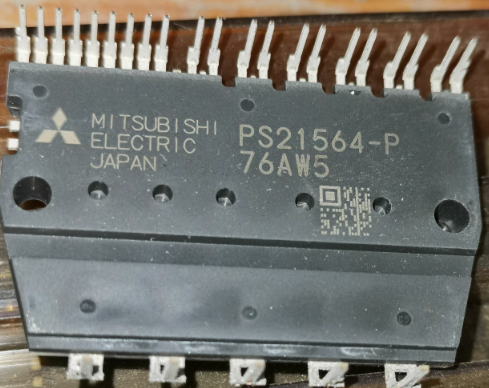 MITSUBISHI
ELECTRIC
JAPAN
PS21564-P
76AW5